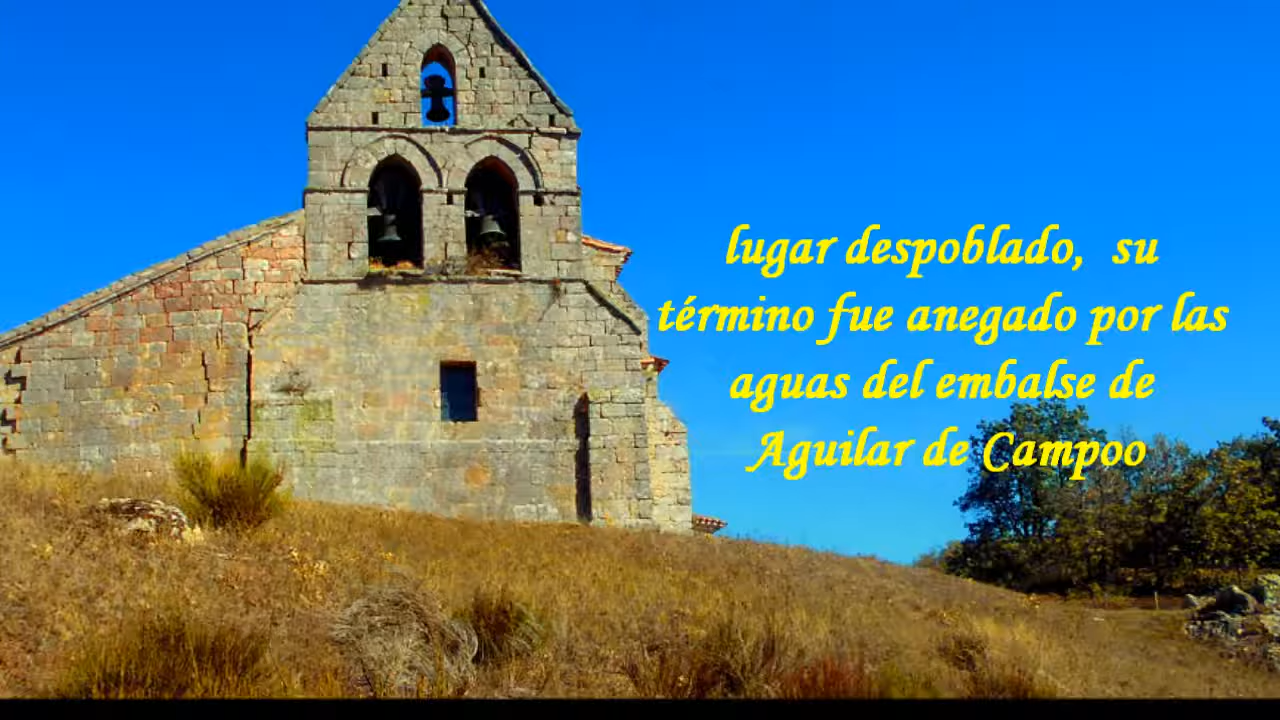 lugar despoblado,  su
término fue anegado por las
aguas del embalse de
Aguilar de Campoo